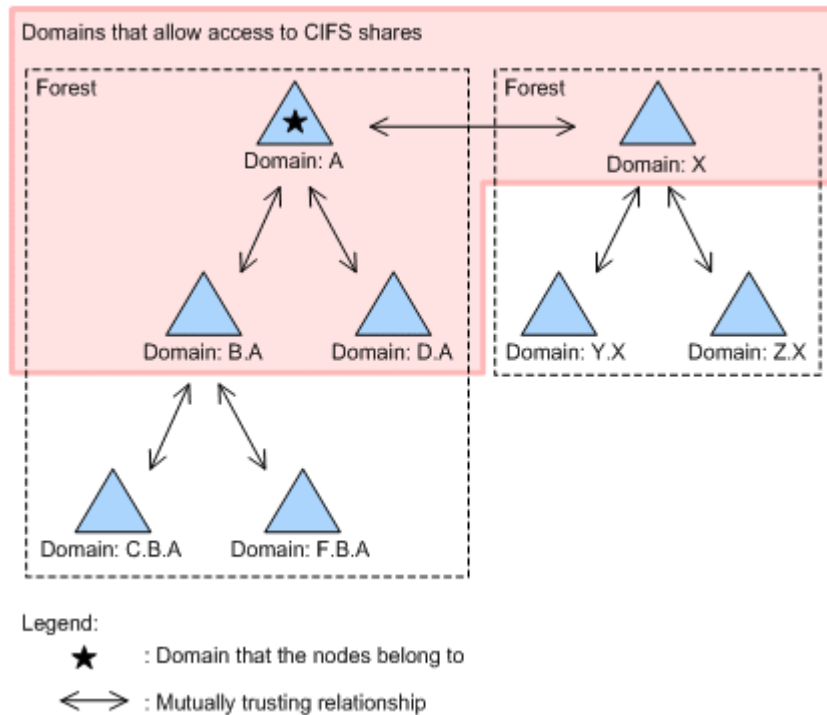 Domains that allow access to CIFS shares
Forest
Forest
Domain: A
Domain: X
Domain: B.A
Domain: D.A
Domain: Y.X
Domain: Z.X
Domain: C.B.A
Domain: F.B.A
Legend:
: Domain that the nodes belong to
: Mutually trusting relationship